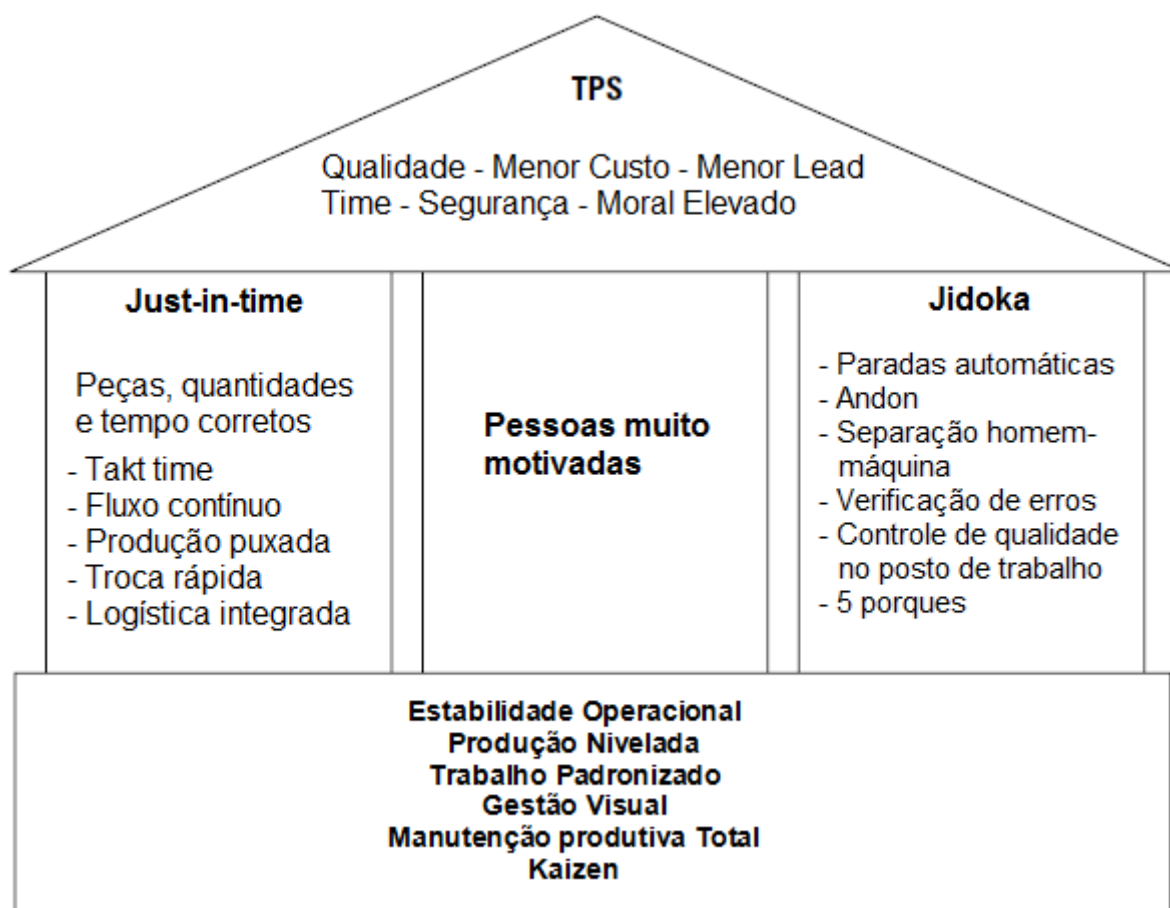 TPS
Qualidade - Menor Custo - Menor Lead
Time - Segurança - Moral Elevado
Just-in-time
Peças, quantidades
e tempo corretos
- Takt time
- Fluxo contínuo
- Produção puxada
- Troca rápida
- Logística integrada
Pessoas muito
motivadas
Jidoka
- Paradas automáticas
- Andon
- Separação homem-
máquina
- Verificação de erros
- Controle de qualidade
no posto de trabalho
- 5 porques
Estabilidade Operacional
Produção Nivelada
Trabalho Padronizado
Gestão Visual
Manutenção produtiva Total
Kaizen